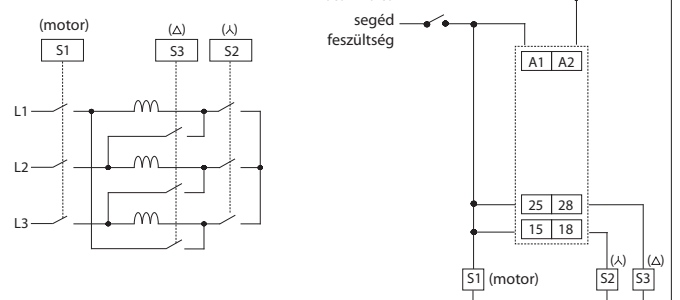 (motor) (△) (⅄)
S1 S3 S2
L1
L2
L3
segéd
feszültség
A1 A2
25 28
15 18
(⅄) (△)
S1 (motor) S2 S3